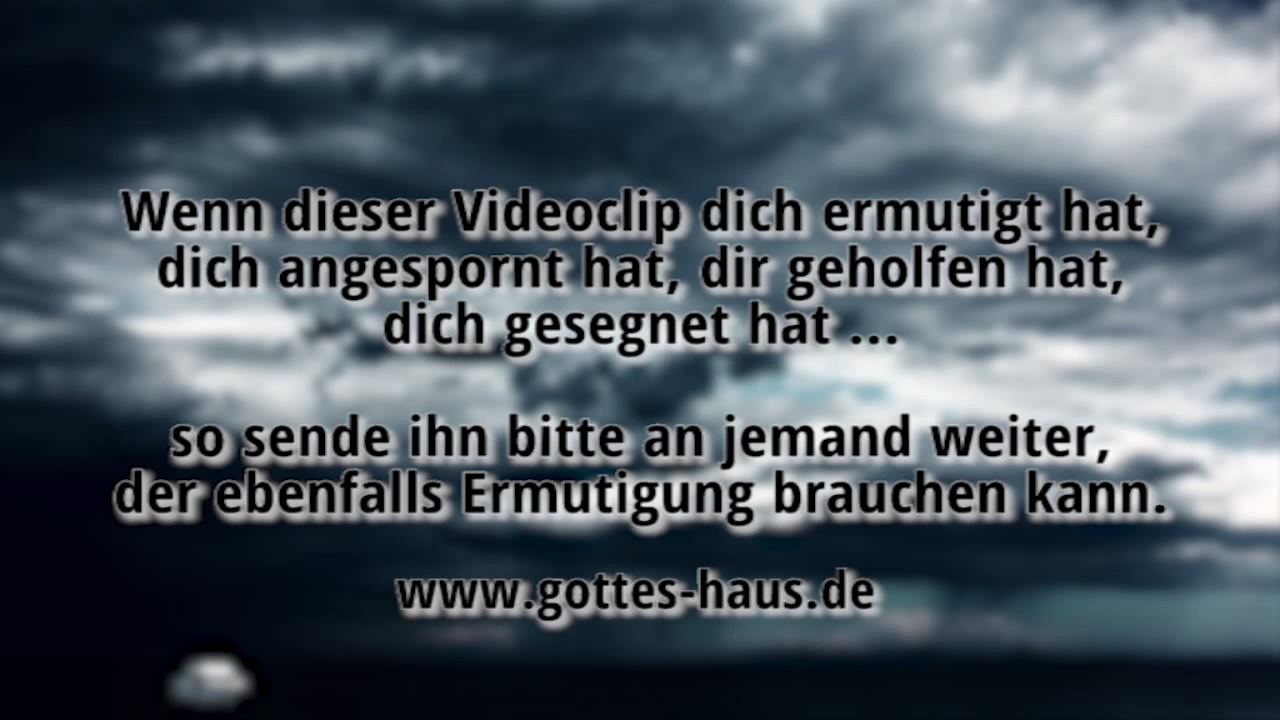 Wenn dieser Videoclip dich ermutigt hat,
dich angespornt hat, dir geholfen hat,
dich gesegnet hat ...
so sende ihn bitte an jemand weiter,
der ebenfalls Ermutigung brauchen kann.
www.gottes-haus.de